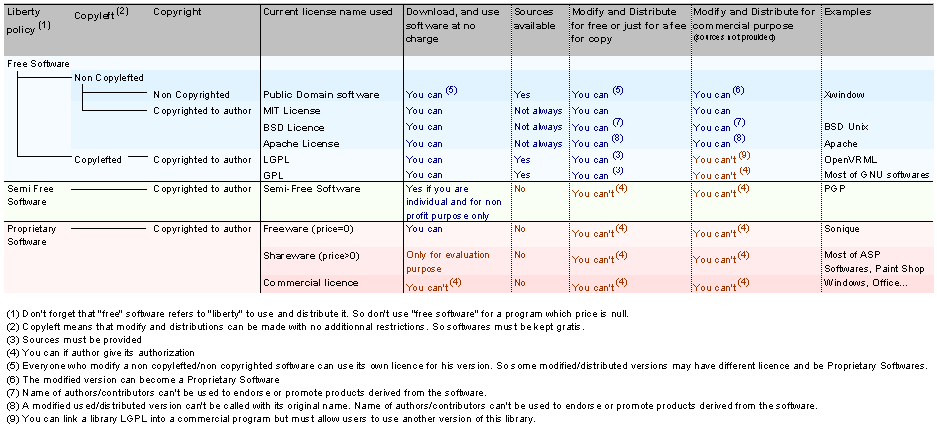 Liberty policy (1) Copyleft (2) Copyright Current license name used Download, and use software at no charge Sources available Modify and Distribute for free or just for a fee for copy Modify and Distribute for commercial purpose (sources not provided) Examples
Free Software
Non Copylefted
Non Copyrighted Public Domain software You can (5) Yes You can (5) You can (6) Xwindow
Copyrighted to author MIT License You can Not always You can You can
BSD Licence You can Not always You can (7) You can (7) BSD Unix
Apache License You can Not always You can (8) You can (8) Apache
Copylefted Copyrighted to author LGPL You can Yes You can (3) You can't (9) OpenVRML
GPL You can Yes You can (3) You can't (4) Most of GNU softwares
Semi Free Software Copyrighted to author Semi-Free Software Yes if you are individual and for non profit purpose only No You can't (4) You can't (4) PGP
Proprietary Software Copyrighted to author Freeware (price=0) You can No You can't (4) You can't (4) Sonique
Shareware (price>0) Only for evaluation purpose No You can't (4) You can't (4) Most of ASP Softwares, Paint Shop
Commercial licence You can't (4) No You can't (4) You can't (4) Windows, Office...
(1) Don't forget that "free" software refers to "liberty" to use and distribute it. So don't use "free software" for a program which price is null.
(2) Copyleft means that modify and distributions can be made with no additionnal restrictions. So softwares must be kept gratis.
(3) Sources must be provided
(4) You can if author give its authorization
(5) Everyone who modify a non copylefted/non copyrighted software can use its own licence for his version. So some modified/distributed versions may have different licence and be Proprietary Softwares.
(6) The modified version can become a Proprietary Software
(7) Name of authors/contributors can't be used to endorse or promote products derived from the software.
(8) A modified used/distributed version can't be called with its original name. Name of authors/contributors can't be used to endorse or promote products derived from the software.
(9) You can link a library LGPL into a commercial program but must allow users to use another version of this library.